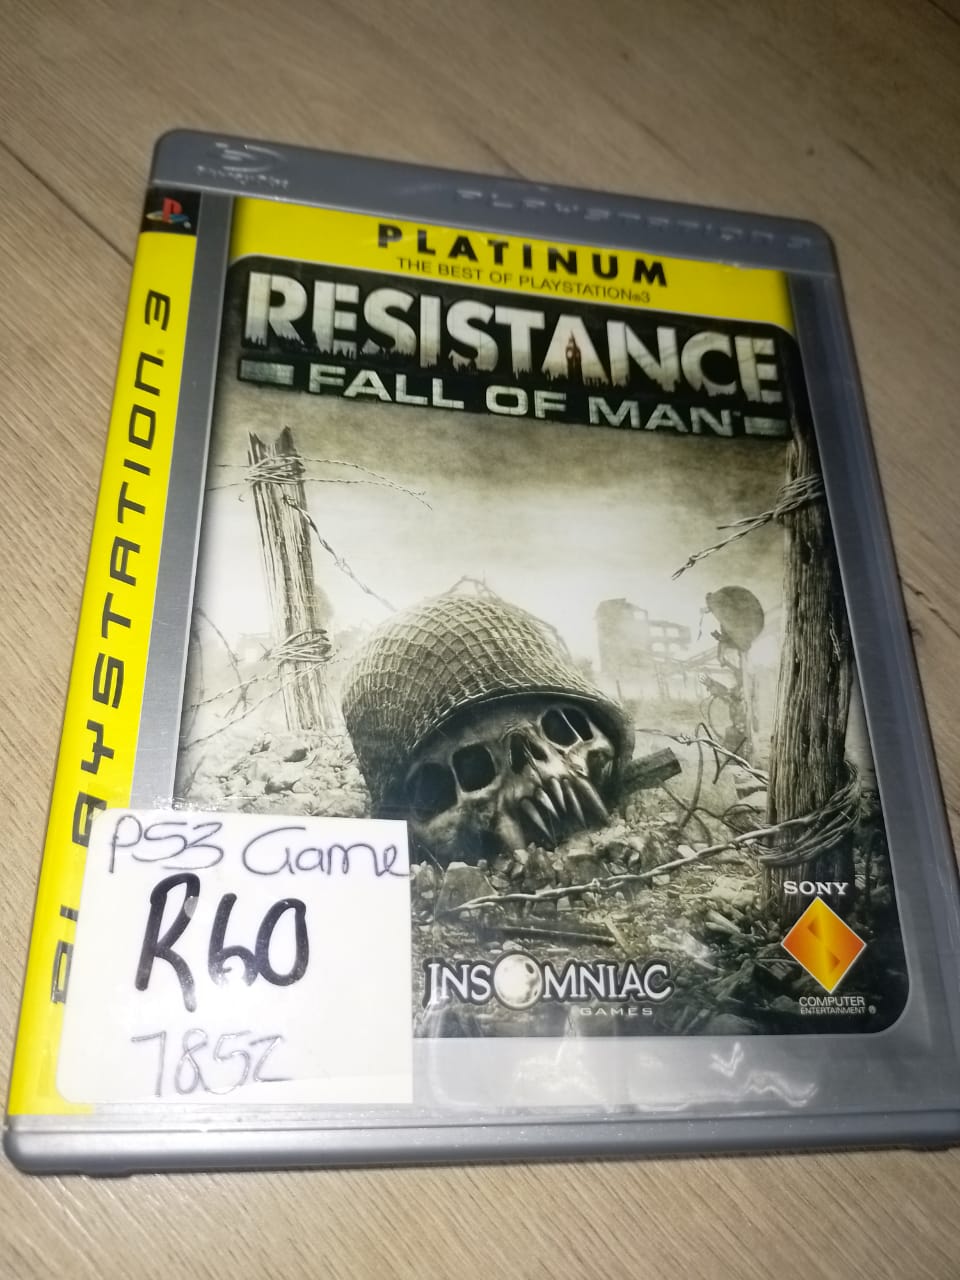 PLAYSTATION 3
PLATINUM
THE BEST OF PLAYSTATION®3
RESISTANCE
FALL OF MAN™
PLAYSTATION®3
PS3 Game
R60
7852
INSOMNIAC
GAMES
SONY
COMPUTER
ENTERTAINMENT®